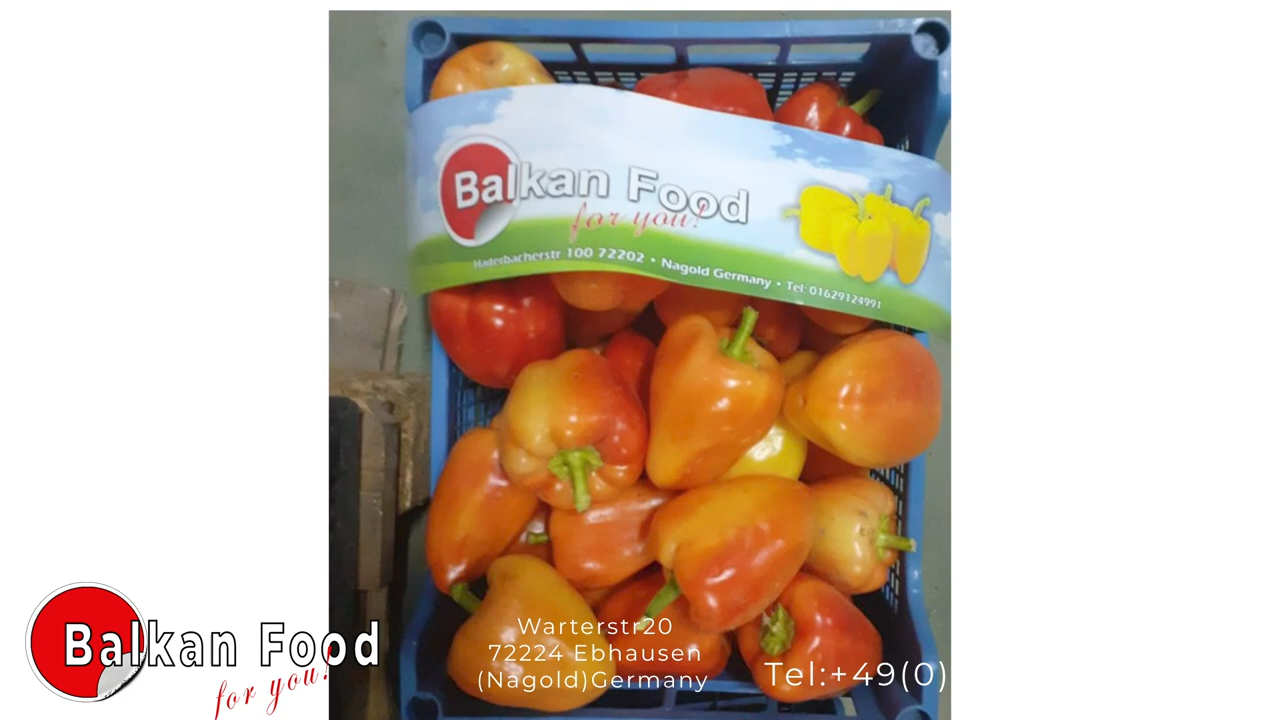 Balkan Food
for you!
Haiterbacherstr 100 72202 • Nagold Germany • Tel: 01629124991
Warterstr20
72224 Ebhausen
(Nagold)Germany
Tel:+49(0)
Balkan Food
for you!